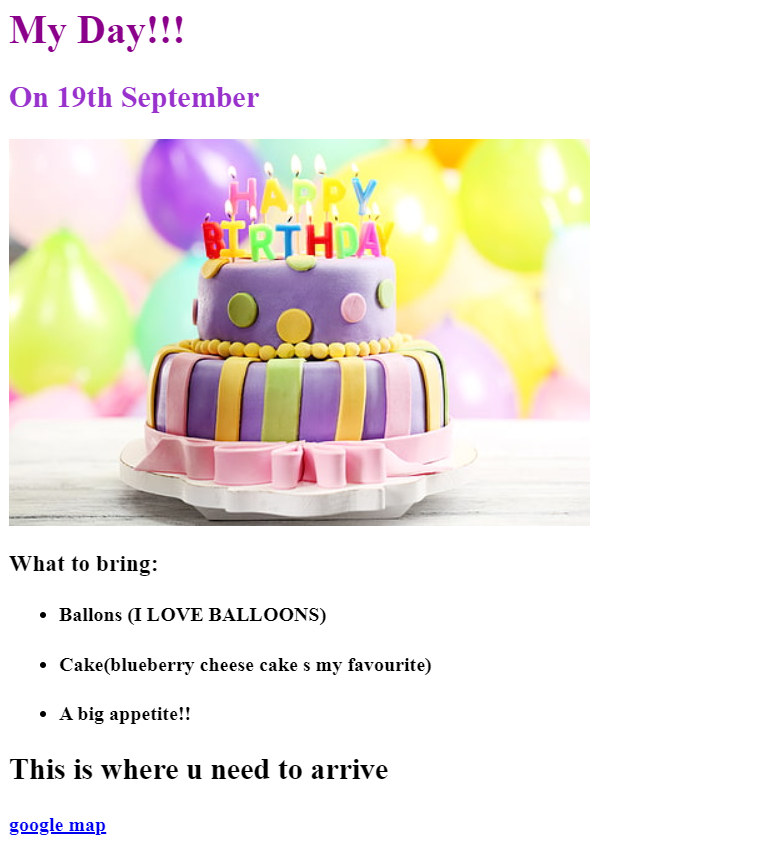 My Day!!!
On 19th September
HAPPY
BIRTHDAY
What to bring:
Ballons (I LOVE BALLOONS)
Cake(blueberry cheese cake s my favourite)
A big appetite!!
This is where u need to arrive
google map